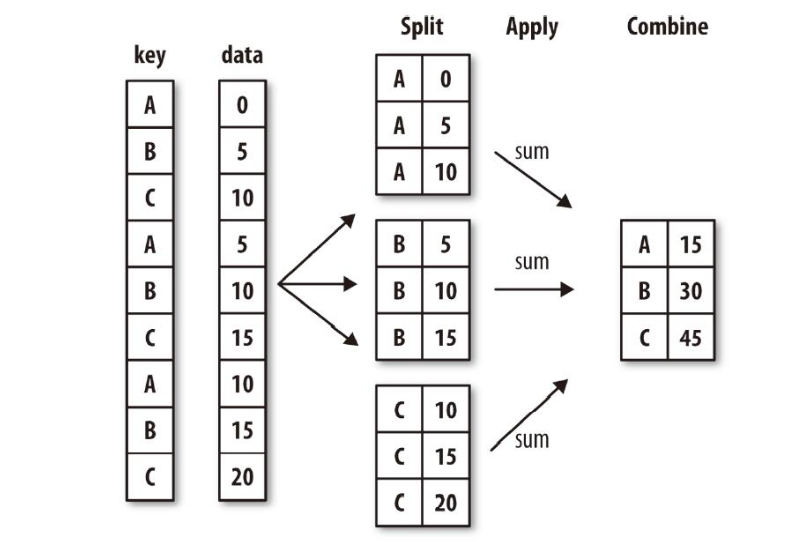 Split Apply Combine
key data
A 0
B 5
C 10
A 5
B 10
C 15
A 10
B 15
C 20
A 0
A 5
A 10
B 5
B 10
B 15
C 10
C 15
C 20
sum
sum
sum
A 15
B 30
C 45